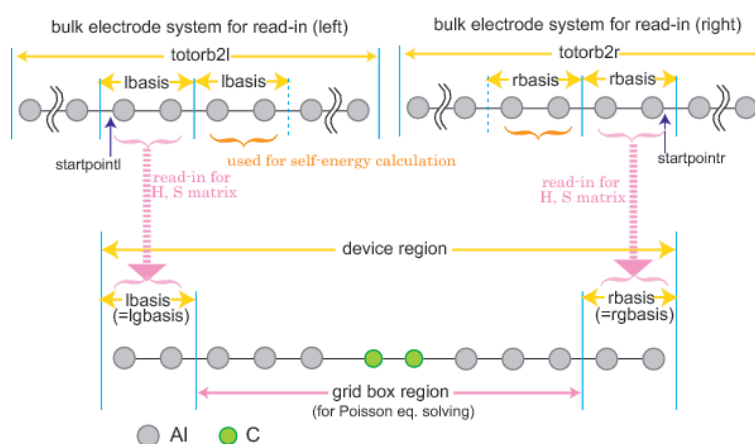 bulk electrode system for read-in (left)
totorb2l
lbasis
lbasis
startpointl
used for self-energy calculation
read-in for
H, S matrix
bulk electrode system for read-in (right)
totorb2r
rbasis
rbasis
startpointr
read-in for
H, S matrix
device region
lbasis
(=lgbasis)
rbasis
(=rgbasis)
grid box region
(for Poisson eq. solving)
Al
C